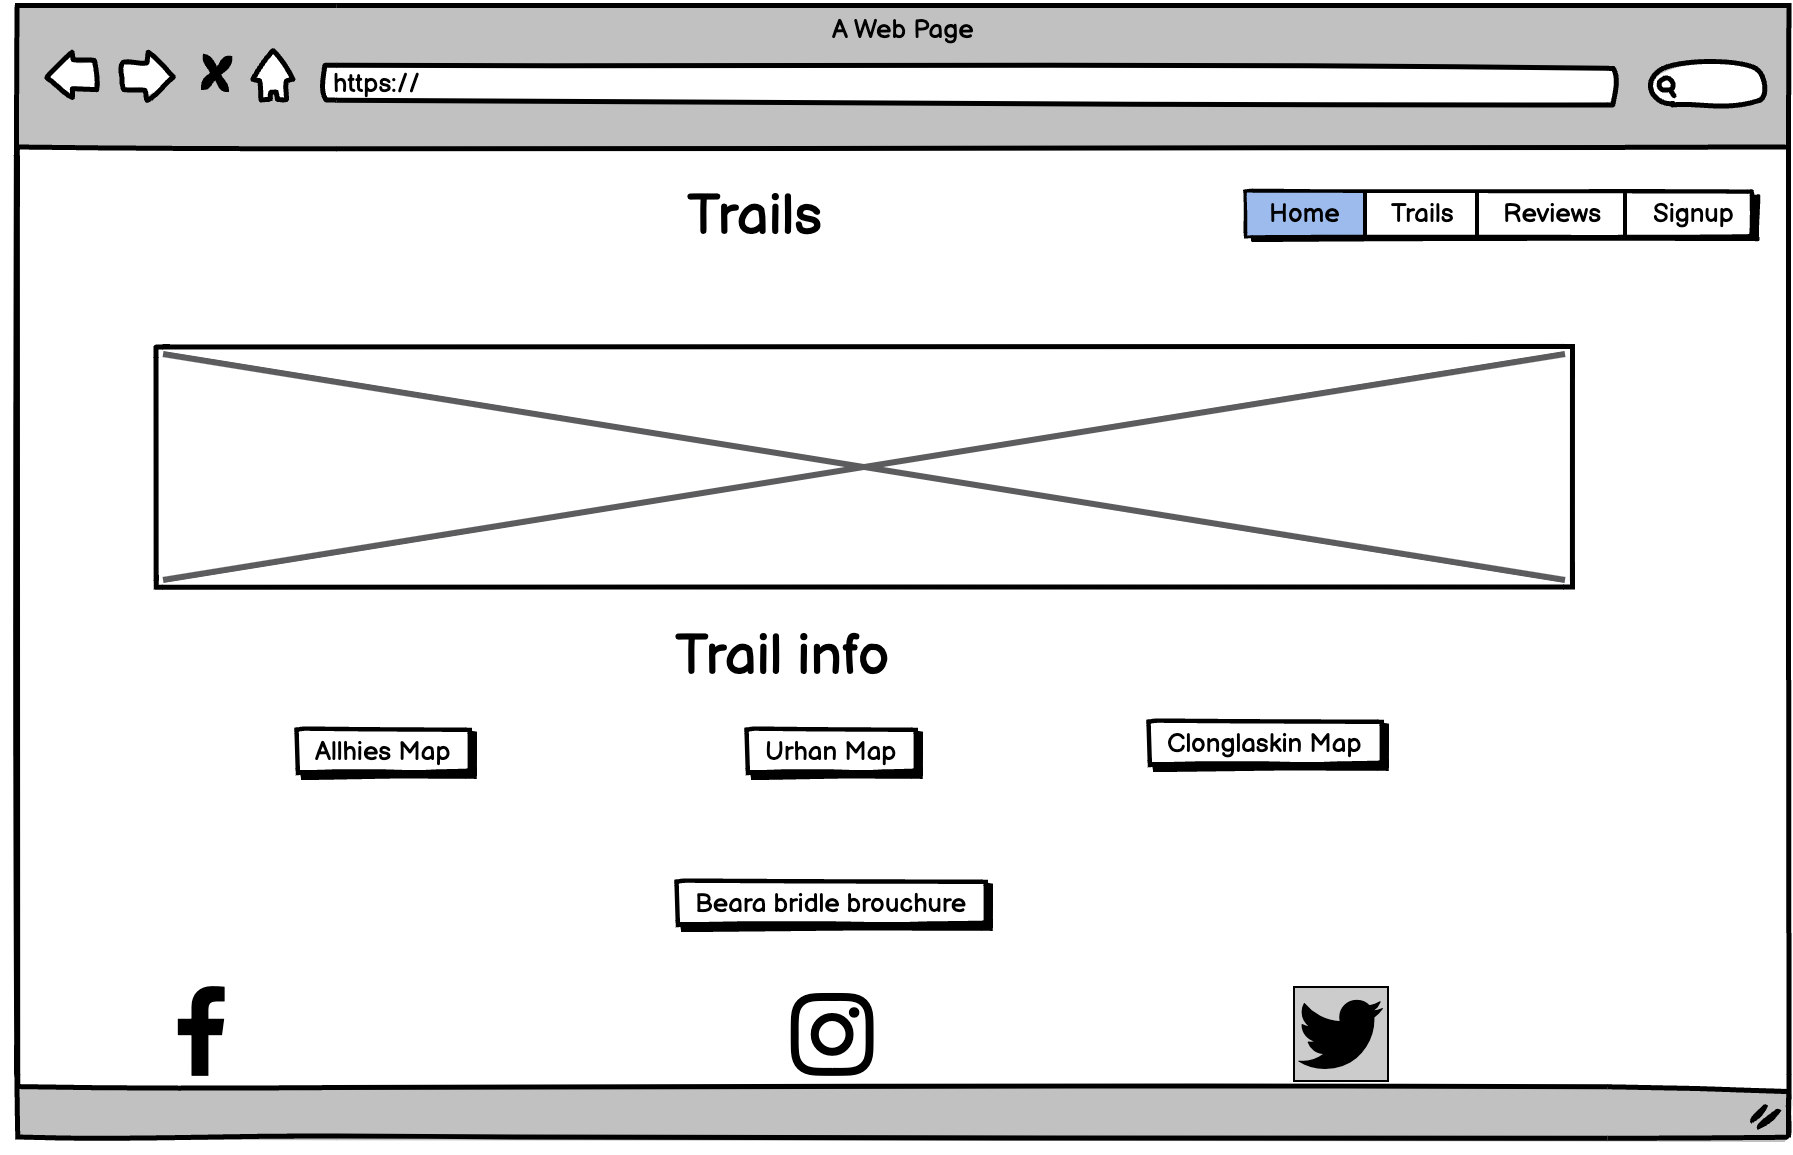 A Web Page
https://
Trails
Home Trails Reviews Signup
Trail info
Allhies Map Urhan Map Clonglaskin Map
Beara bridle brouchure